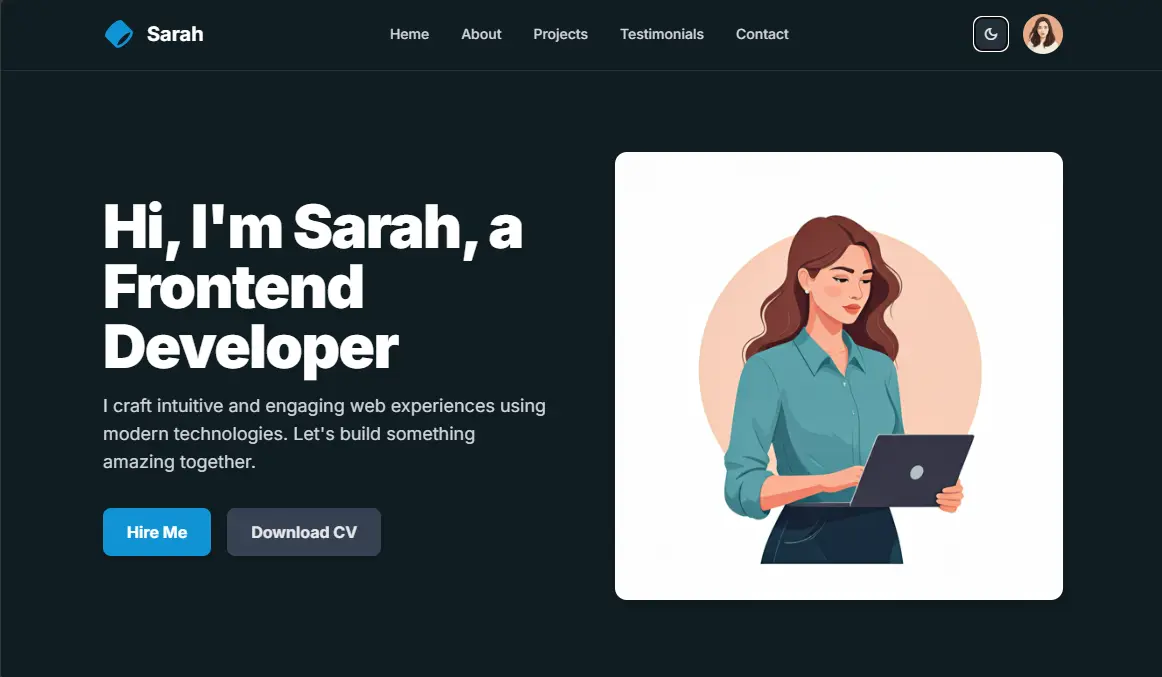 Sarah
Home
About
Projects
Testimonials
Contact
Hi, I'm Sarah, a
Frontend
Developer
I craft intuitive and engaging web experiences using
modern technologies. Let's build something
amazing together.
Hire Me
Download CV